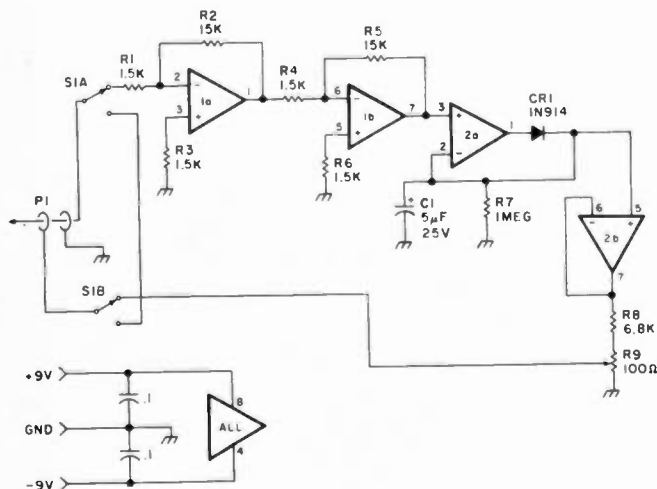 R2
15K
R5
15K
R1
1.5K
S1A
2
-
1a
1
3
+
R4
1.5K
6
-
1b
7
5
+
3
+
2a
1
2
-
CR1
1N914
R3
1.5K
R6
1.5K
P1
C1
5µF
25V
+
R7
1MEG
6
-
+
5
2b
7
S1B
R8
6.8K
R9
100Ω
+9V
.1
8
GND
ALL
.1
4
-9V